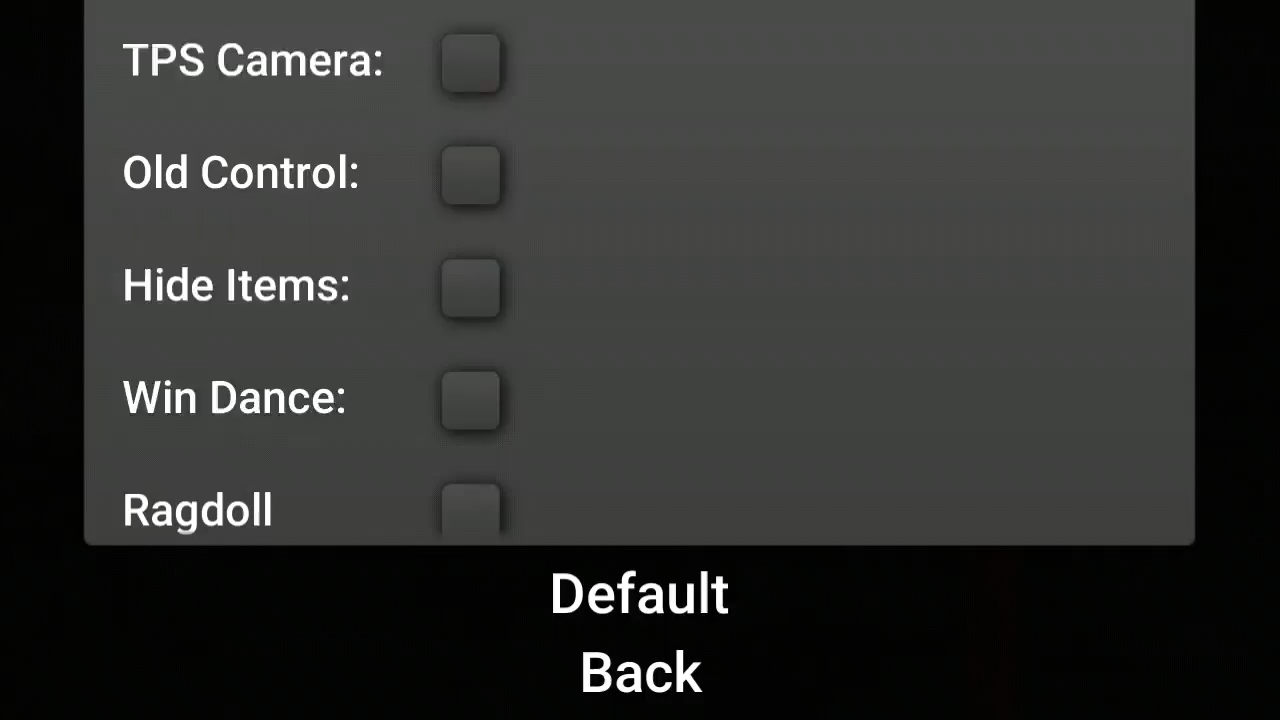 TPS Camera:
Old Control:
Hide Items:
Win Dance:
Ragdoll
Default
Back